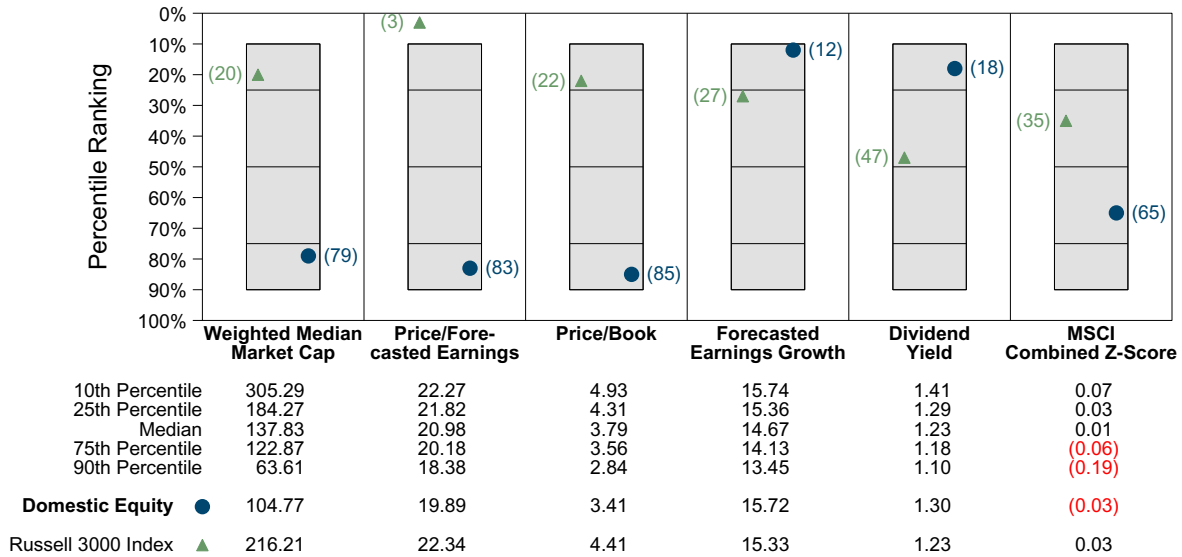 Percentile Ranking
0%
10%
20%
30%
40%
50%
60%
70%
80%
90%
100%
(20)
(79)
(3)
(83)
(22)
(85)
(12)
(27)
(18)
(47)
(35)
(65)
Weighted Median
Market Cap
Price/Fore-
casted Earnings
Price/Book
Forecasted
Earnings Growth
Dividend
Yield
MSCI
Combined Z-Score
10th Percentile 305.29 22.27 4.93 15.74 1.41 0.07
25th Percentile 184.27 21.82 4.31 15.36 1.29 0.03
Median 137.83 20.98 3.79 14.67 1.23 0.01
75th Percentile 122.87 20.18 3.56 14.13 1.18 (0.06)
90th Percentile 63.61 18.38 2.84 13.45 1.10 (0.19)
Domestic Equity 104.77 19.89 3.41 15.72 1.30 (0.03)
Russell 3000 Index 216.21 22.34 4.41 15.33 1.23 0.03